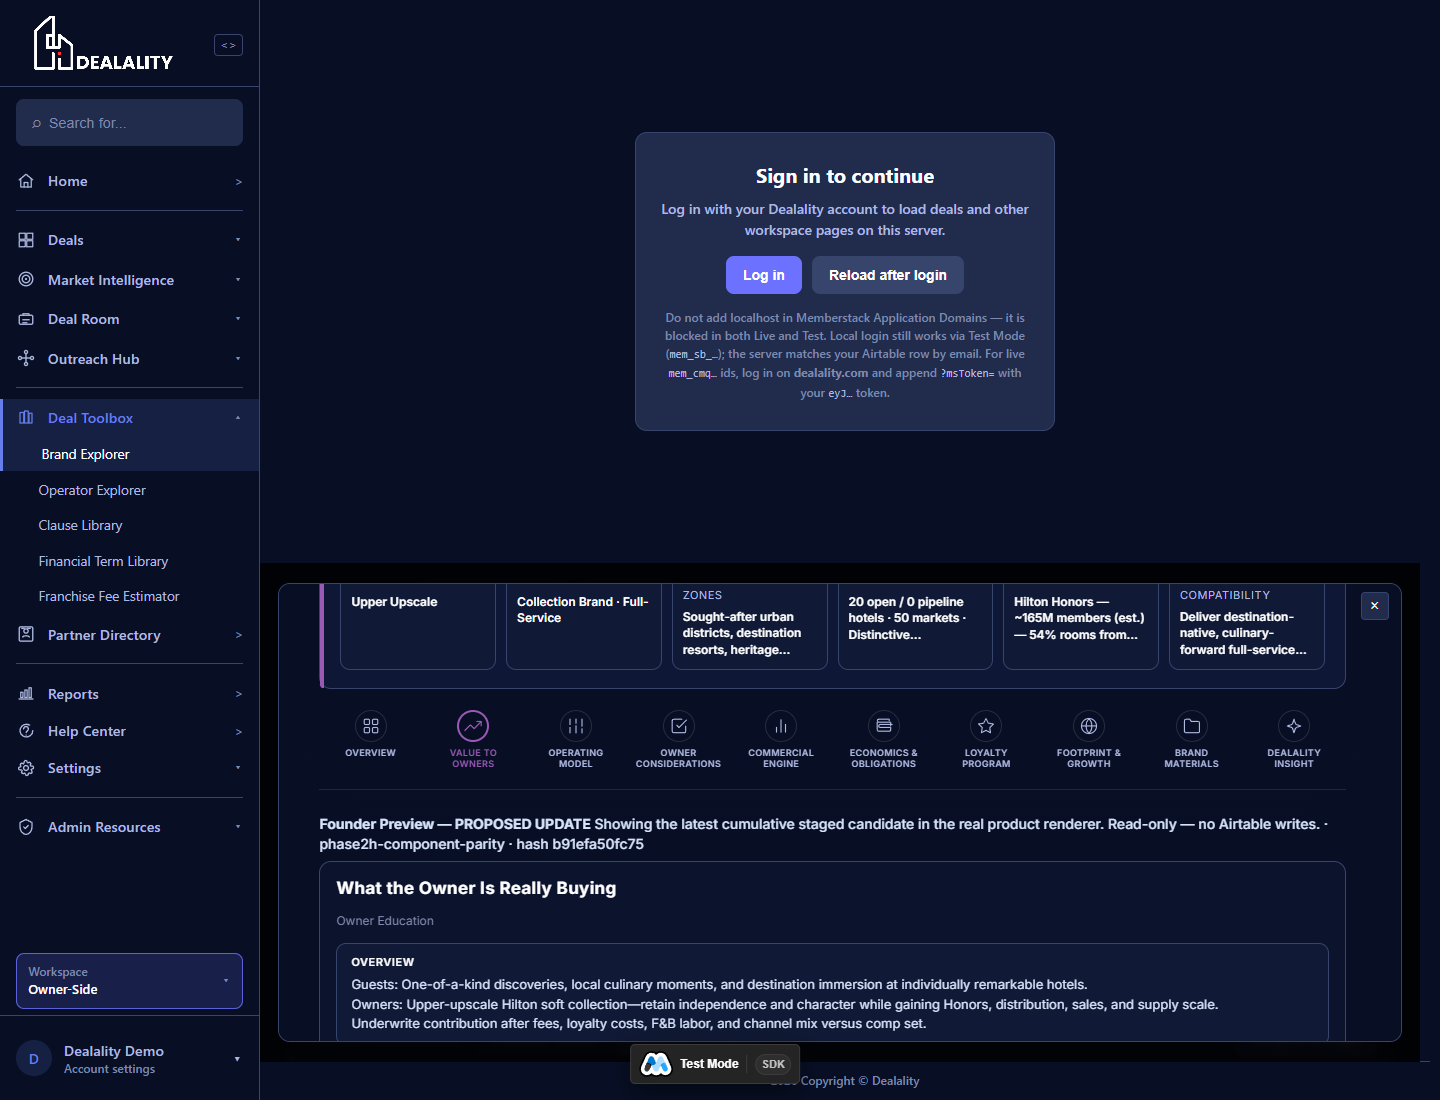 DEALALITY
<>
Search for...
Home
Deals
Market Intelligence
Deal Room
Outreach Hub
Deal Toolbox
Brand Explorer
Operator Explorer
Clause Library
Financial Term Library
Franchise Fee Estimator
Partner Directory
Reports
Help Center
Settings
Admin Resources
Workspace
Owner-Side
D
Dealality Demo
Account settings
Sign in to continue
Log in with your Dealality account to load deals and other
workspace pages on this server.
Log in
Reload after login
Do not add localhost in Memberstack Application Domains — it is
blocked in both Live and Test. Local login still works via Test Mode
(mem_sb_…); the server matches your Airtable row by email. For live
mem_cmq… ids, log in on dealality.com and append ?msToken= with
your eyJ… token.
×
Upper Upscale
Collection Brand · Full-
Service
ZONES
Sought-after urban
districts, destination
resorts, heritage...
20 open / 0 pipeline
hotels · 50 markets ·
Distinctive...
Hilton Honors —
~165M members (est.)
— 54% rooms from...
COMPATIBILITY
Deliver destination-
native, culinary-
forward full-service...
OVERVIEW
VALUE TO
OWNERS
OPERATING
MODEL
OWNER
CONSIDERATIONS
COMMERCIAL
ENGINE
ECONOMICS &
OBLIGATIONS
LOYALTY
PROGRAM
FOOTPRINT &
GROWTH
BRAND
MATERIALS
DEALALITY
INSIGHT
Founder Preview — PROPOSED UPDATE Showing the latest cumulative staged candidate in the real product renderer. Read-only — no Airtable writes. ·
phase2h-component-parity · hash b91efa50fc75
What the Owner Is Really Buying
Owner Education
OVERVIEW
Guests: One-of-a-kind discoveries, local culinary moments, and destination immersion at individually remarkable hotels.
Owners: Upper-upscale Hilton soft collection—retain independence and character while gaining Honors, distribution, sales, and supply scale.
Underwrite contribution after fees, loyalty costs, F&B labor, and channel mix versus comp set.
Test Mode
SDK
Copyright © Dealality